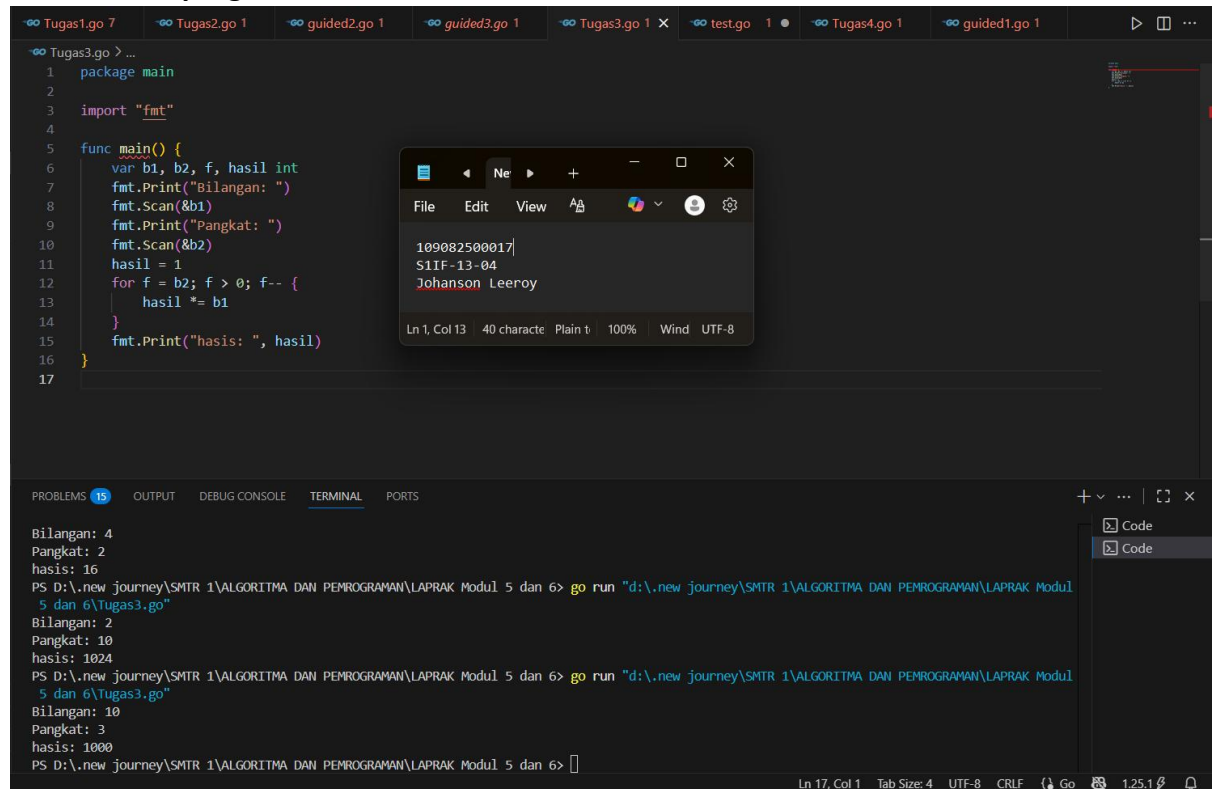 Tugas1.go 7 Tugas2.go 1 guided2.go 1 guided3.go 1 Tugas3.go 1 test.go 1 Tugas4.go 1 guided1.go 1
Tugas3.go > ...
1 package main
2
3 import "fmt"
4
5 func main() {
6 var b1, b2, f, hasil int
7 fmt.Print("Bilangan: ")
8 fmt.Scan(&b1)
9 fmt.Print("Pangkat: ")
10 fmt.Scan(&b2)
11 hasil = 1
12 for f = b2; f > 0; f-- {
13 hasil *= b1
14 }
15 fmt.Print("hasis: ", hasil)
16 }
17
Ne
File Edit View
109082500017
S1IF-13-04
Johanson Leeroy
Ln 1, Col 13 40 characte Plain t 100% Wind UTF-8
PROBLEMS 15 OUTPUT DEBUG CONSOLE TERMINAL PORTS
Code
Code
Bilangan: 4
Pangkat: 2
hasis: 16
PS D:\.new journey\SMTR 1\ALGORITMA DAN PEMROGRAMAN\LAPRAK Modul 5 dan 6> go run "d:\.new journey\SMTR 1\ALGORITMA DAN PEMROGRAMAN\LAPRAK Modul
5 dan 6\Tugas3.go"
Bilangan: 2
Pangkat: 10
hasis: 1024
PS D:\.new journey\SMTR 1\ALGORITMA DAN PEMROGRAMAN\LAPRAK Modul 5 dan 6> go run "d:\.new journey\SMTR 1\ALGORITMA DAN PEMROGRAMAN\LAPRAK Modul
5 dan 6\Tugas3.go"
Bilangan: 10
Pangkat: 3
hasis: 1000
PS D:\.new journey\SMTR 1\ALGORITMA DAN PEMROGRAMAN\LAPRAK Modul 5 dan 6>
Ln 17, Col 1 Tab Size: 4 UTF-8 CRLF Go 1.25.1